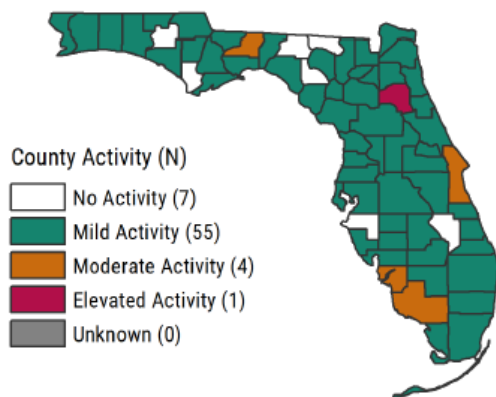 County Activity (N)
No Activity (7)
Mild Activity (55)
Moderate Activity (4)
Elevated Activity (1)
Unknown (0)